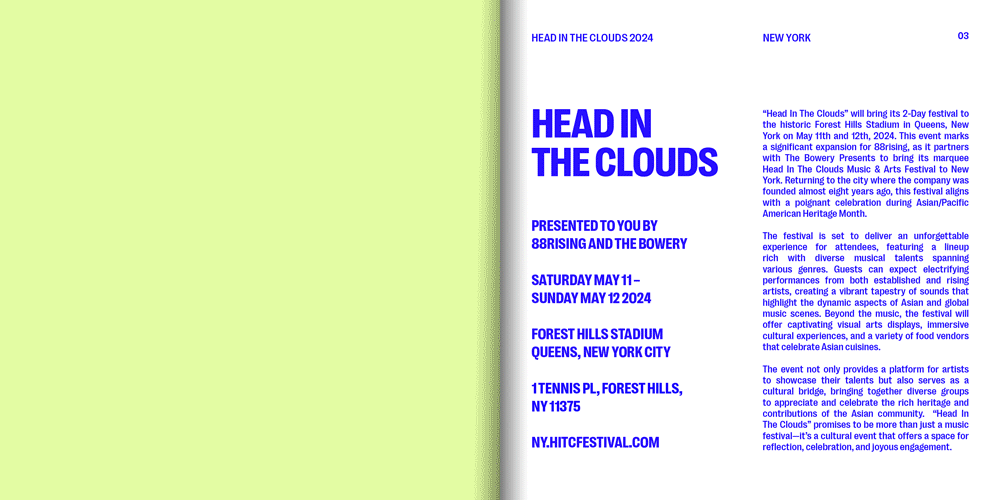 HEAD IN THE CLOUDS 2024
NEW YORK
03
HEAD IN
THE CLOUDS
PRESENTED TO YOU BY
88RISING AND THE BOWERY
SATURDAY MAY 11 –
SUNDAY MAY 12 2024
FOREST HILLS STADIUM
QUEENS, NEW YORK CITY
1 TENNIS PL, FOREST HILLS,
NY 11375
NY.HITCFESTIVAL.COM
“Head In The Clouds” will bring its 2-Day festival to
the historic Forest Hills Stadium in Queens, New
York on May 11th and 12th, 2024. This event marks
a significant expansion for 88rising, as it partners
with The Bowery Presents to bring its marquee
Head In The Clouds Music & Arts Festival to New
York. Returning to the city where the company was
founded almost eight years ago, this festival aligns
with a poignant celebration during Asian/Pacific
American Heritage Month.
The festival is set to deliver an unforgettable
experience for attendees, featuring a lineup
rich with diverse musical talents spanning
various genres. Guests can expect electrifying
performances from both established and rising
artists, creating a vibrant tapestry of sounds that
highlight the dynamic aspects of Asian and global
music scenes. Beyond the music, the festival will
offer captivating visual arts displays, immersive
cultural experiences, and a variety of food vendors
that celebrate Asian cuisines.
The event not only provides a platform for artists
to showcase their talents but also serves as a
cultural bridge, bringing together diverse groups
to appreciate and celebrate the rich heritage and
contributions of the Asian community. “Head In
The Clouds” promises to be more than just a music
festival—it’s a cultural event that offers a space for
reflection, celebration, and joyous engagement.